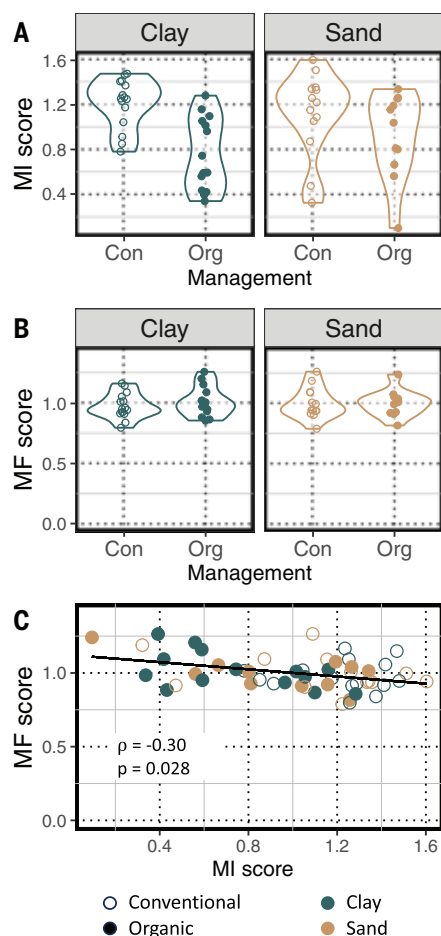 A
Clay Sand
MI score
1.6
1.2
0.8
0.4
Con Org Con Org
Management
B
Clay Sand
MF score
1.0
0.5
0.0
Con Org Con Org
Management
C
MF score
1.0
0.5
0.0
ρ = -0.30
p = 0.028
0.4 0.8 1.2 1.6
MI score
Conventional Clay
Organic Sand